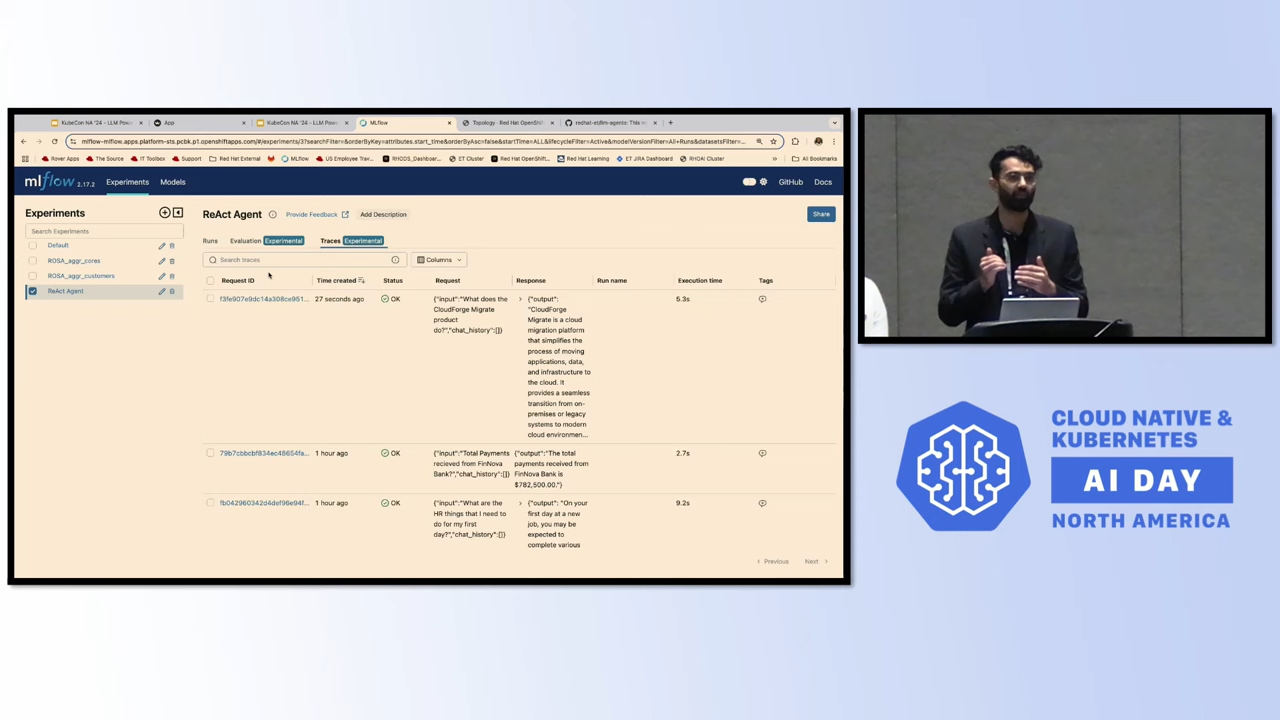 KubeCon NA '24 - LLM Power
App
KubeCon NA '24 - LLM Powe
MLflow
Topology - Red Hat OpenShift
redhat-et/llm-agents: This re
mlflow-mlflow.apps.platform-sts.pcbk.p1.openshiftapps.com/#/experiments/3?searchFilter=&orderByKey=attributes.start_time&orderByAsc=false&startTime=ALL&lifecycleFilter=Active&modelVersionFilter=All+Runs&datasetsFilter=...
Rover Apps
The Source
IT Toolbox
Support
Red Hat External
MLflow
US Employee Trav...
RHODS_Dashboard...
ET Cluster
Red Hat OpenShif...
Red Hat Learning
ET JIRA Dashboard
RHOAI Cluster
All Bookmarks
mlflow 2.17.2
Experiments
Models
GitHub
Docs
Experiments
Search Experiments
Default
ROSA_aggr_cores
ROSA_aggr_customers
ReAct Agent
ReAct Agent
Provide Feedback
Add Description
Share
Runs
Evaluation Experimental
Traces Experimental
Search traces
Columns
Request ID
Time created
Status
Request
Response
Run name
Execution time
Tags
f3fe907e9dc14a308ce951...
27 seconds ago
OK
{"input":"What does the
CloudForge Migrate
product
do?","chat_history":[]}
{"output":
"CloudForge
Migrate is a cloud
migration platform
that simplifies the
process of moving
applications, data,
and infrastructure to
the cloud. It
provides a seamless
transition from on-
premises or legacy
systems to modern
cloud environmen...
5.3s
79b7cbbcbf834ec48654fa...
1 hour ago
OK
{"input":"Total Payments
recieved from FinNova
Bank?","chat_history":[]}
{"output":"The total
payments received from
FinNova Bank is
$782,500.00."}
2.7s
fb042960342d4def96e94f...
1 hour ago
OK
{"input":"What are the
HR things that I need to
do for my first
day?","chat_history":[]}
{"output": "On your
first day at a new
job, you may be
expected to
complete various
9.2s
Previous
Next
CLOUD NATIVE &
KUBERNETES
AI DAY
NORTH AMERICA